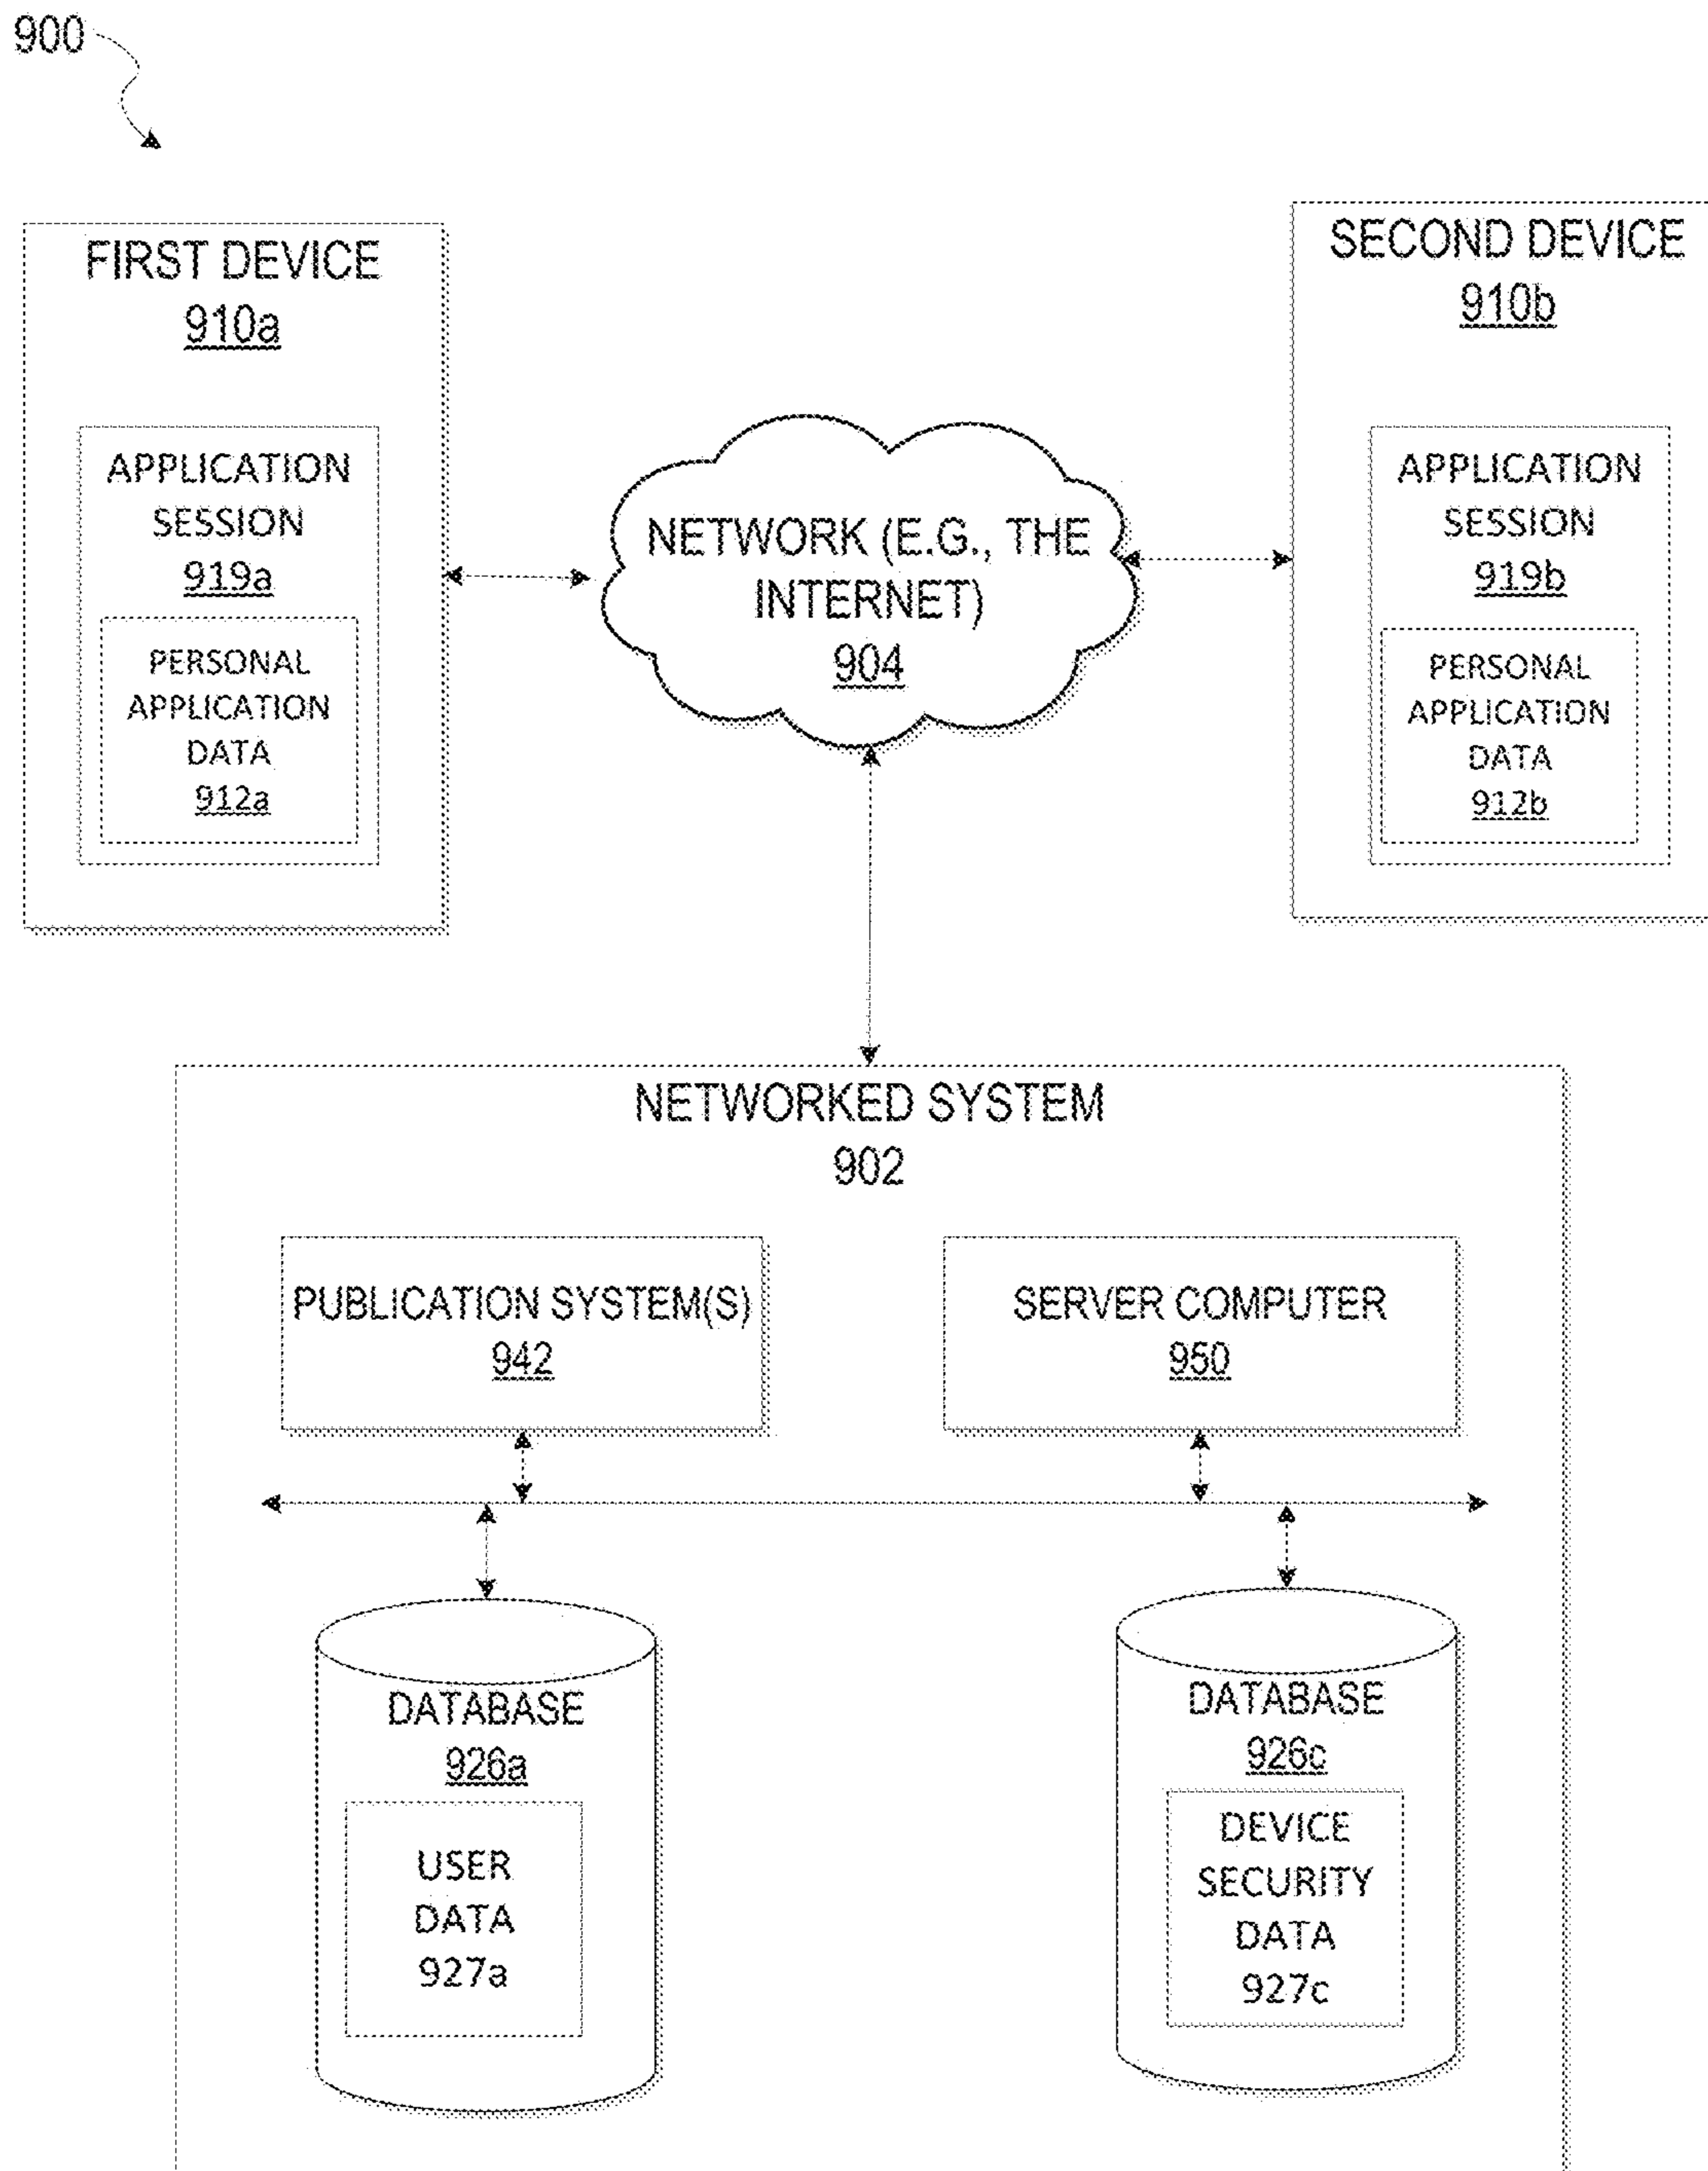 900
FIRST DEVICE
910a
APPLICATION
SESSION
919a
PERSONAL
APPLICATION
DATA
912a
NETWORK (E.G., THE
INTERNET)
904
SECOND DEVICE
910b
APPLICATION
SESSION
919b
PERSONAL
APPLICATION
DATA
912b
NETWORKED SYSTEM
902
PUBLICATION SYSTEM(S)
942
SERVER COMPUTER
950
DATABASE
926a
USER
DATA
927a
DATABASE
926c
DEVICE
SECURITY
DATA
927c